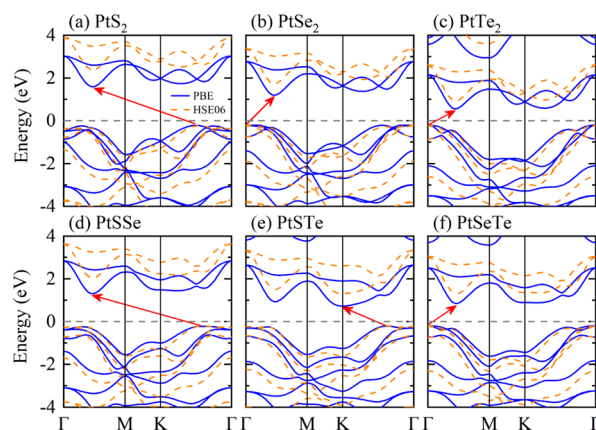 (a) PtS₂ (b) PtSe₂ (c) PtTe₂
4
2
0
-2
-4
Energy (eV)
PBE
HSE06
(d) PtSSe (e) PtSTe (f) PtSeTe
4
2
0
-2
-4
Energy (eV)
Γ M K Γ M K Γ M K Γ